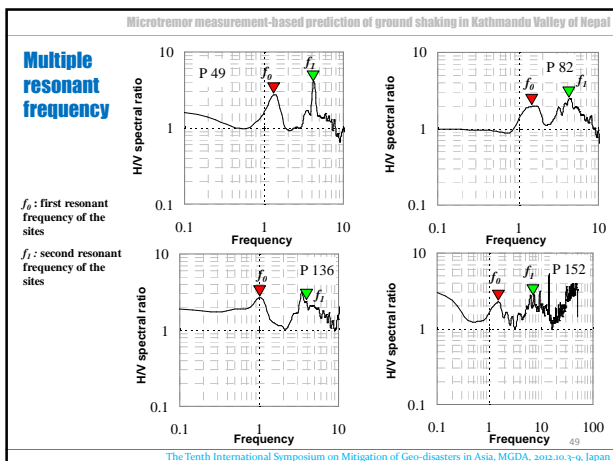 Microtremor measurement-based prediction of ground shaking in Kathmandu Valley of Nepal
Multiple
resonant
frequency
f0 : first resonant
frequency of the
sites
f1 : second resonant
frequency of the
sites
H/V spectral ratio
10
1
0.1
P 49
f0
f1
0.1
1
10
Frequency
H/V spectral ratio
10
1
0.1
P 82
f0
f1
0.1
1
10
Frequency
H/V spectral ratio
10
1
0.1
P 136
f0
f1
0.1
1
10
Frequency
H/V spectral ratio
10
1
0.1
P 152
f0
f1
0.1
1
10
100
Frequency
49
The Tenth International Symposium on Mitigation of Geo-disasters in Asia, MGDA, 2012.10.3-9, Japan